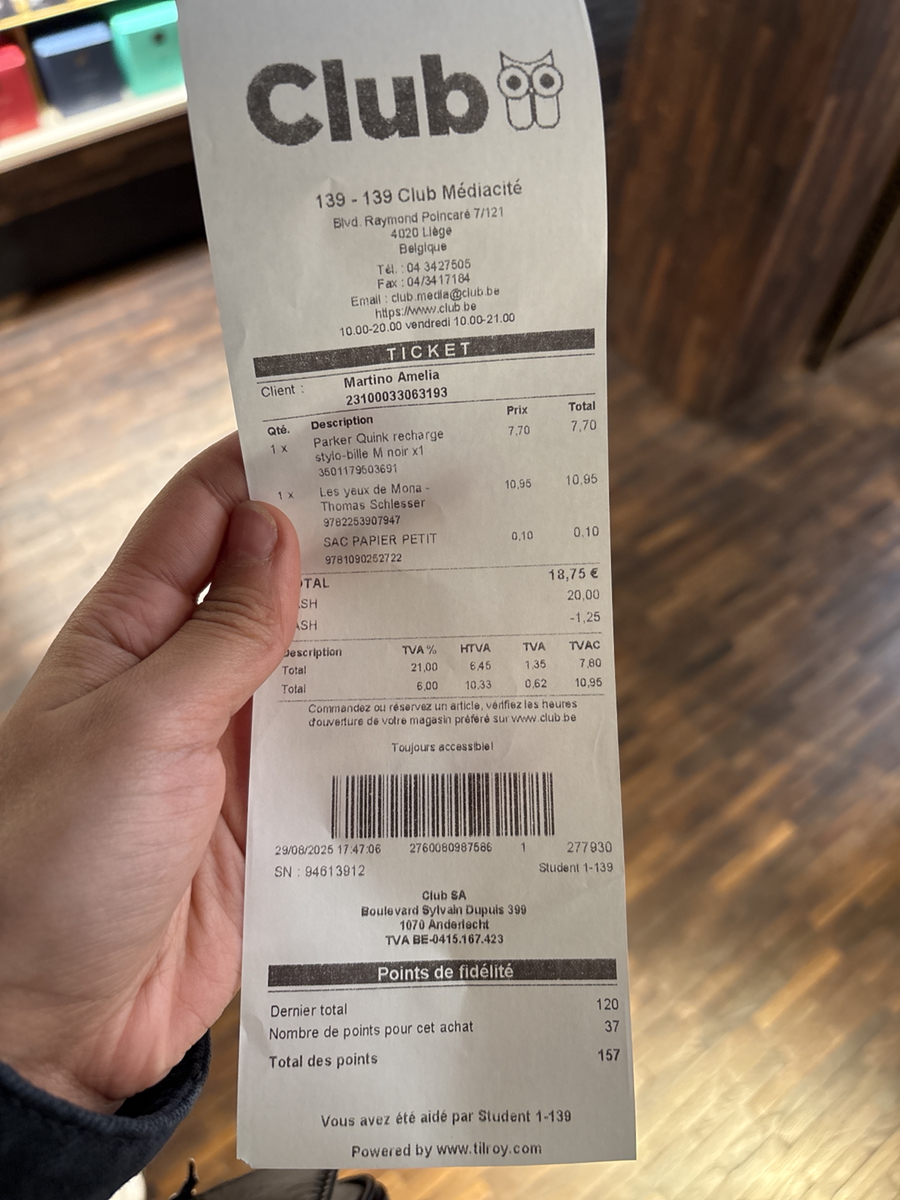 Club
139 - 139 Club Médiacité
Blvd. Raymond Poincaré 7/121
4020 Liège
Belgique
Tél. : 04 3427505
Fax : 04/3417184
Email : club.media@club.be
https://www.club.be
10.00-20.00 vendredi 10.00-21.00
TICKET
Client : Martino Amelia
23100033063193
Qté. Description Prix Total
1 x Parker Quink recharge 7,70 7,70
stylo-bille M noir x1
3501179503691
1 x Les yeux de Mona - 10,95 10,95
Thomas Schlesser
9782253907947
SAC PAPIER PETIT 0,10 0,10
9781090252722
OTAL 18,75 €
ASH 20,00
ASH -1,25
Description TVA % HTVA TVA TVAC
Total 21,00 6,45 1,35 7,80
Total 6,00 10,33 0,62 10,95
Commandez ou réservez un article, vérifiez les heures
d'ouverture de votre magasin préféré sur www.club.be
Toujours accessible!
29/08/2025 17:47:06 2760080987586 1 277930
SN : 94613912 Student 1-139
Club SA
Boulevard Sylvain Dupuis 399
1070 Anderlecht
TVA BE-0415.167.423
Points de fidélité
Dernier total 120
Nombre de points pour cet achat 37
Total des points 157
Vous avez été aidé par Student 1-139
Powered by www.tilroy.com